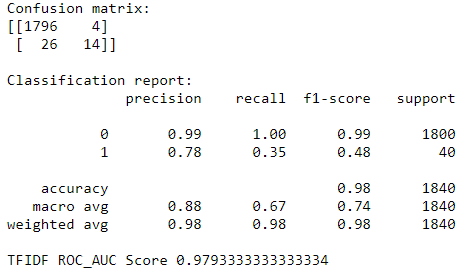 Confusion matrix:
[[1796    4]
 [  26   14]]
Classification report:
              precision    recall  f1-score   support
           0       0.99      1.00      0.99      1800
           1       0.78      0.35      0.48        40
    accuracy                           0.98      1840
   macro avg       0.88      0.67      0.74      1840
weighted avg       0.98      0.98      0.98      1840
TFIDF ROC_AUC Score 0.9793333333333334